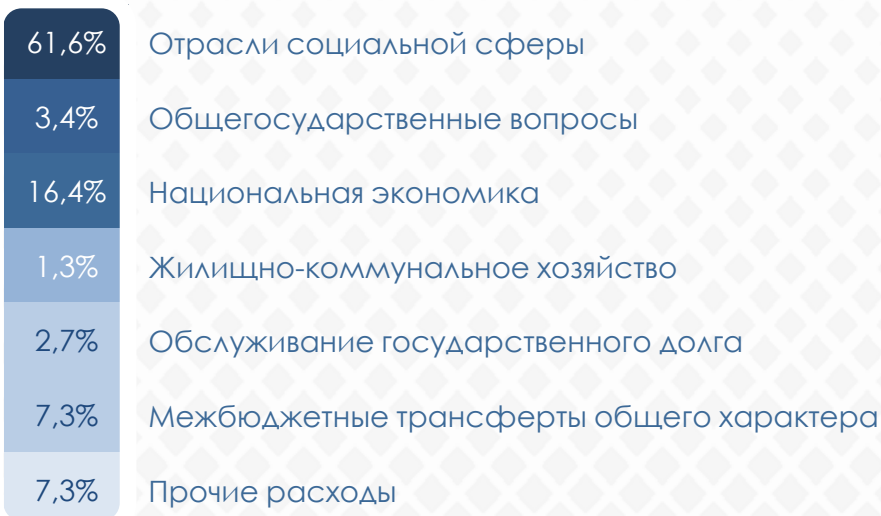 61,6% Отрасли социальной сферы
3,4% Общегосударственные вопросы
16,4% Национальная экономика
1,3% Жилищно-коммунальное хозяйство
2,7% Обслуживание государственного долга
7,3% Межбюджетные трансферты общего характера
7,3% Прочие расходы